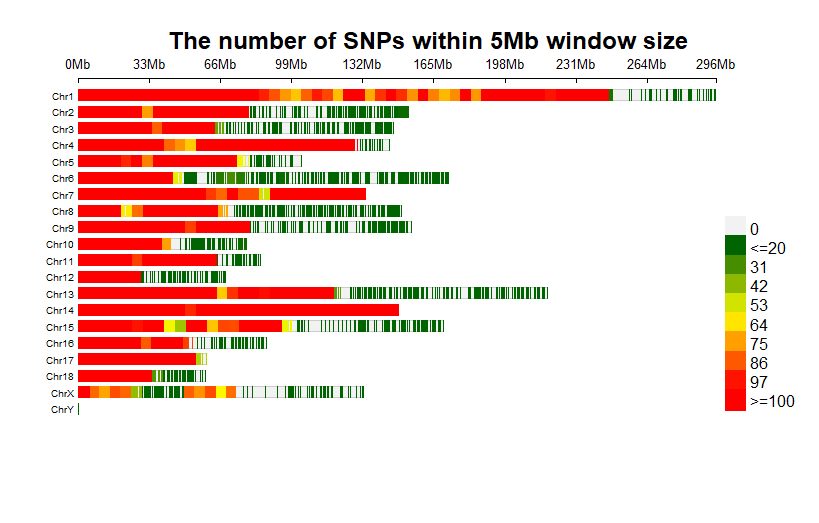 The number of SNPs within 5Mb window size
0Mb 33Mb 66Mb 99Mb 132Mb 165Mb 198Mb 231Mb 264Mb 296Mb
Chr1
Chr2
Chr3
Chr4
Chr5
Chr6
Chr7
Chr8
Chr9
Chr10
Chr11
Chr12
Chr13
Chr14
Chr15
Chr16
Chr17
Chr18
ChrX
ChrY
0
<=20
31
42
53
64
75
86
97
>=100